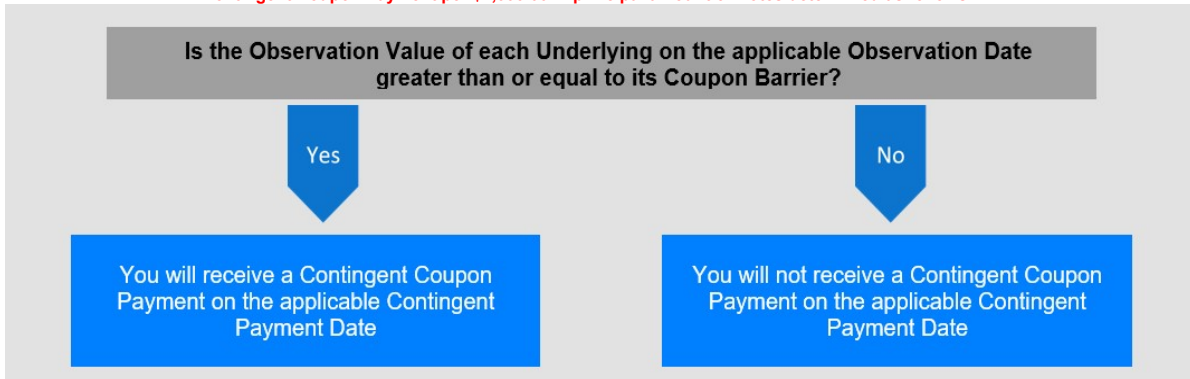 Is the Observation Value of each Underlying on the applicable Observation Date
greater than or equal to its Coupon Barrier?
Yes
No
You will receive a Contingent Coupon
Payment on the applicable Contingent
Payment Date
You will not receive a Contingent Coupon
Payment on the applicable Contingent
Payment Date